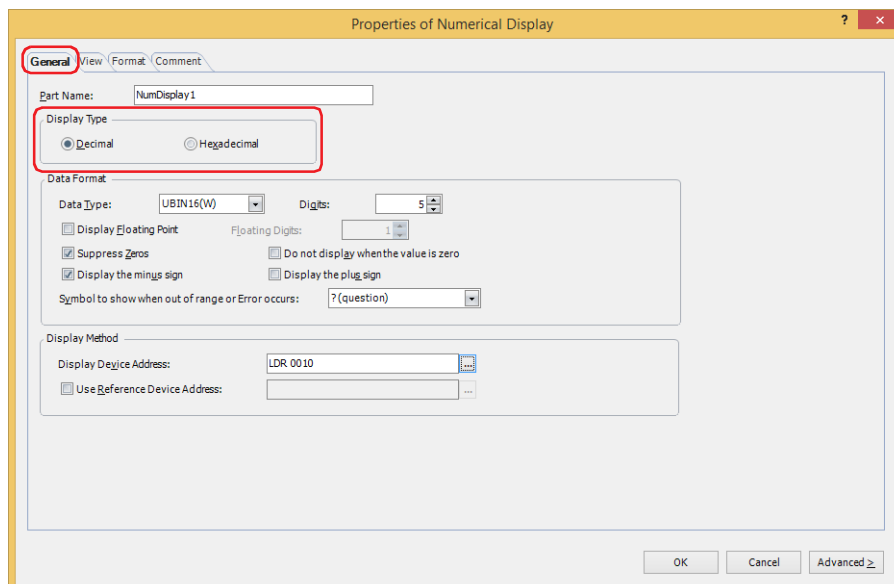 Properties of Numerical Display
?
General View Format Comment
Part Name: NumDisplay1
Display Type
Decimal Hexadecimal
Data Format
Data Type: UBIN16(W) Digits: 5
Display Floating Point Floating Digits: 1
Suppress Zeros Do not display when the value is zero
Display the minus sign Display the plus sign
Symbol to show when out of range or Error occurs: ? (question)
Display Method
Display Device Address: LDR 0010 ...
Use Reference Device Address: ...
OK Cancel Advanced >